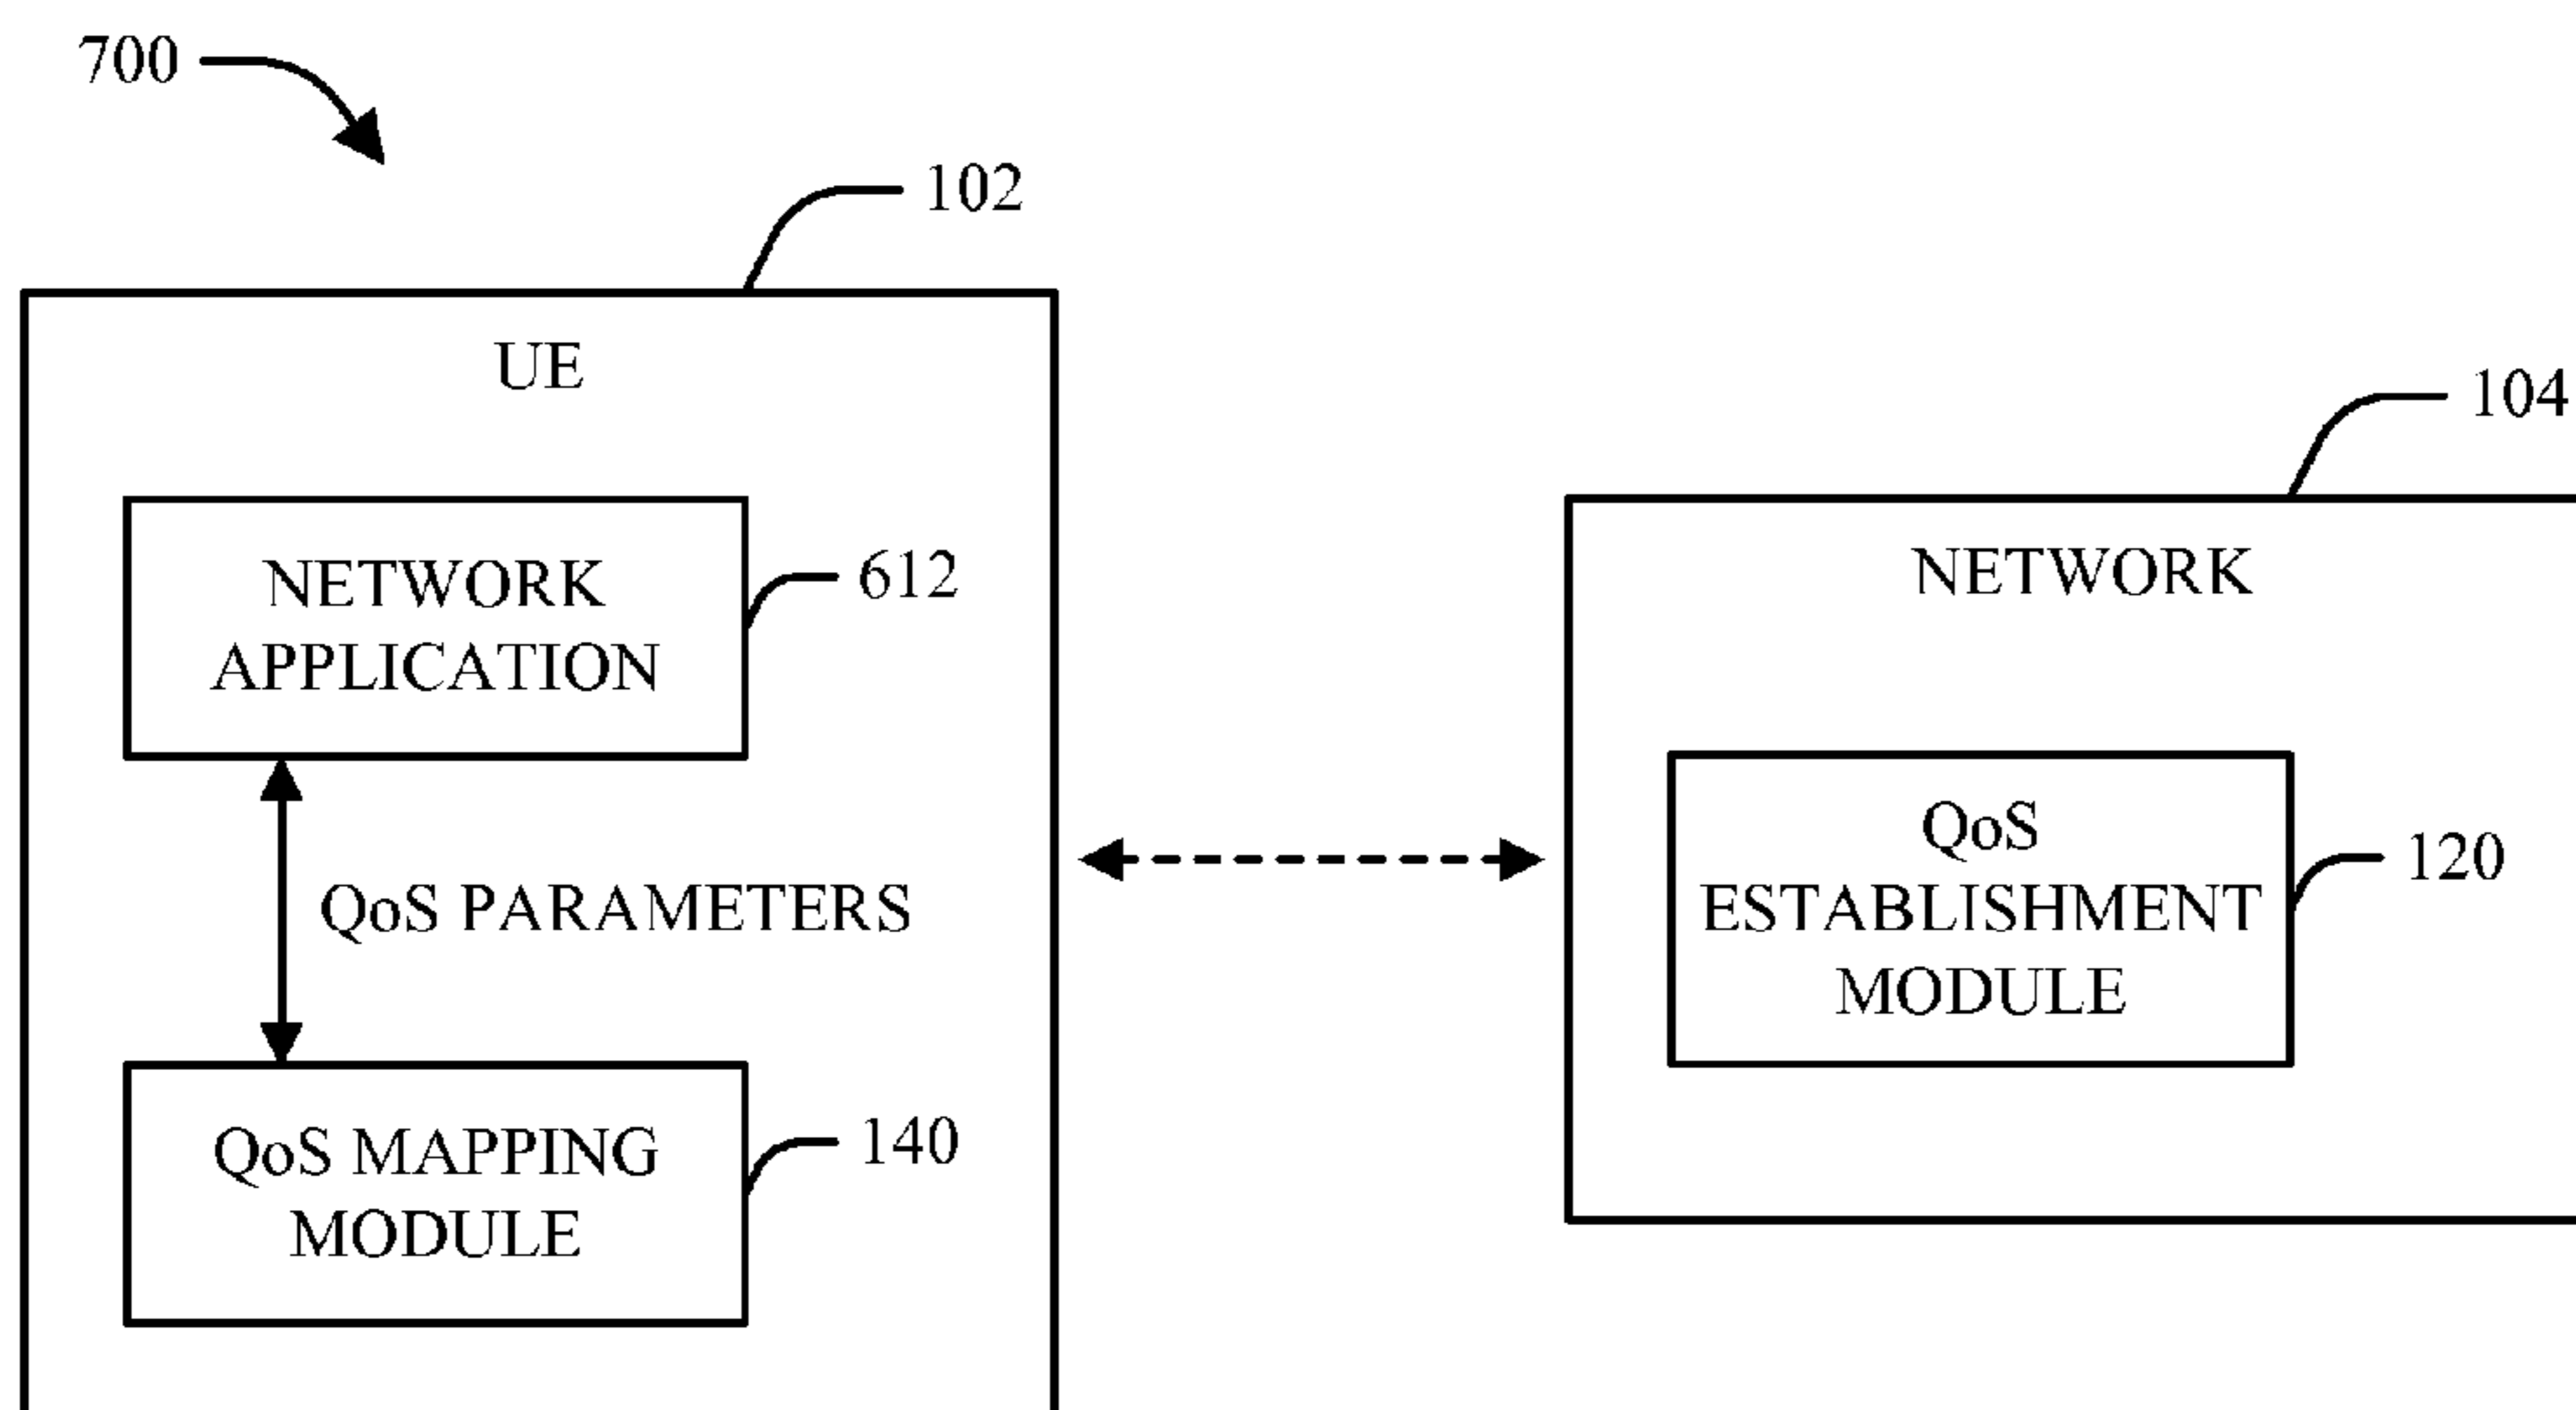 700
102
UE
104
NETWORK
APPLICATION
612
NETWORK
QoS PARAMETERS
QoS
ESTABLISHMENT
MODULE
120
QoS MAPPING
MODULE
140